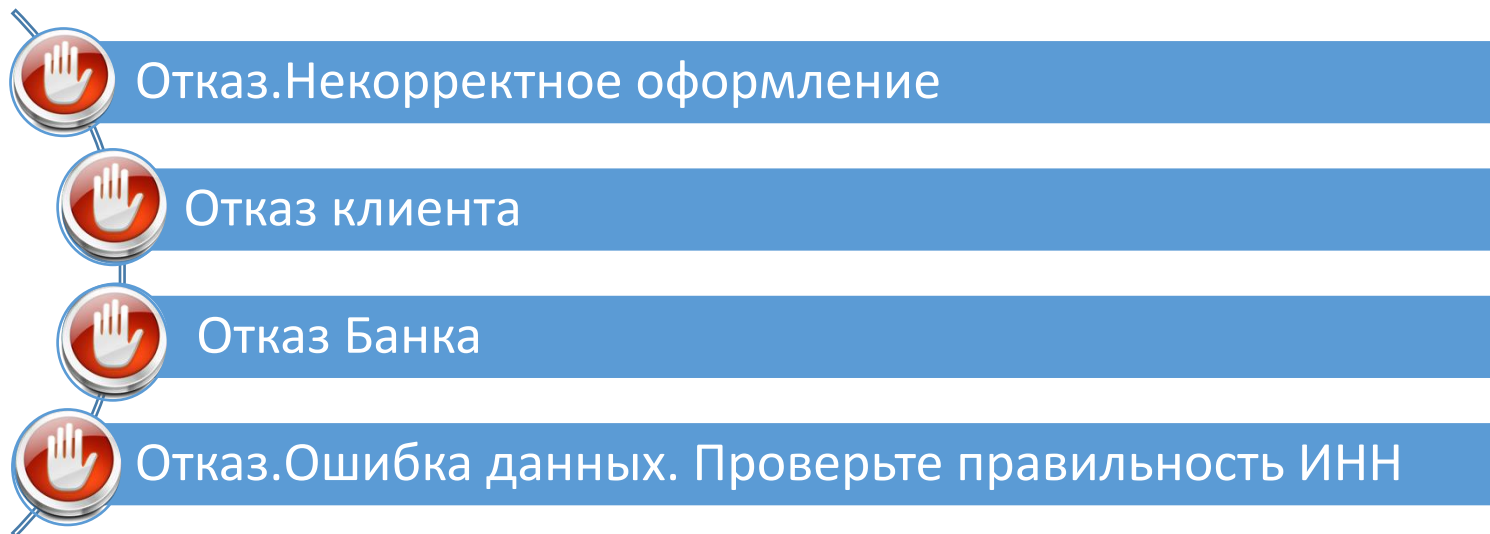 Отказ.Некорректное оформление
Отказ клиента
Отказ Банка
Отказ.Ошибка данных. Проверьте правильность ИНН